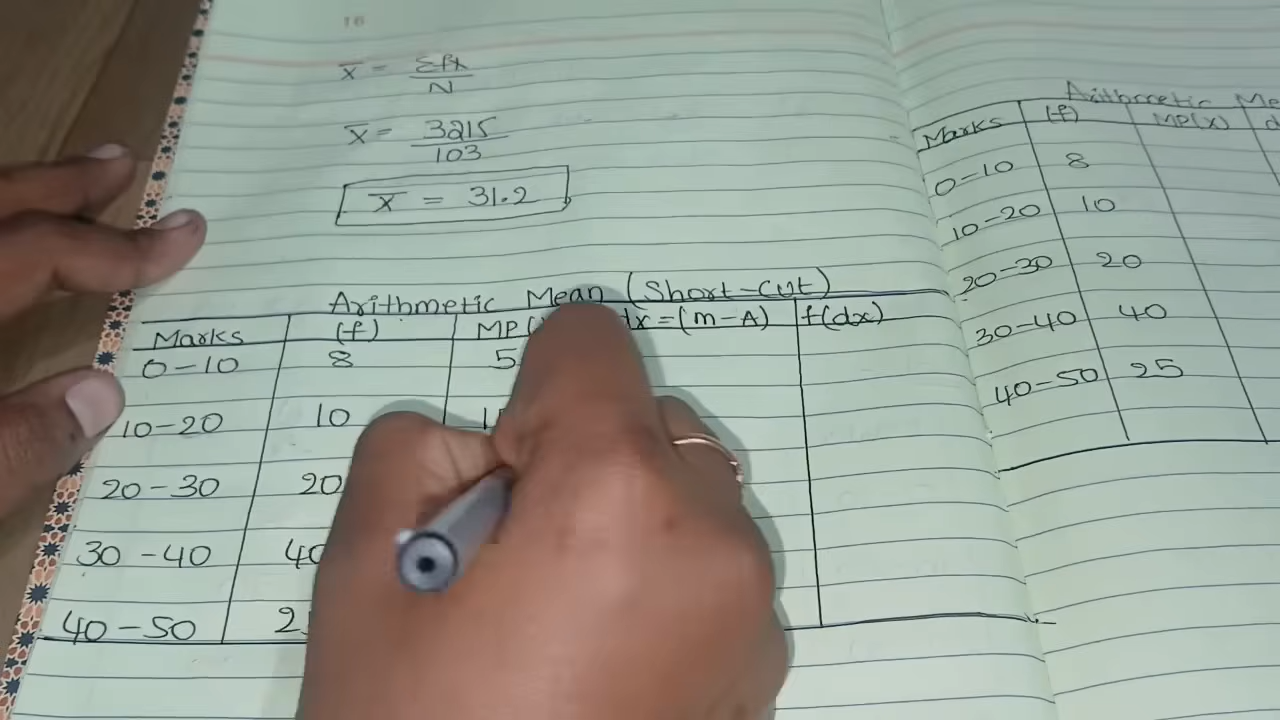 16
x̄ = Σfx
N
x̄ = 3215
103
x̄ = 31.2
Arithmetic Mean (Short-Cut)
Marks (f) MP( dx=(m-A) f(dx)
0-10 8 5
10-20 10
20-30 20
30-40 40
40-50
Arithmetic Me
Marks (f) MP(x) d
0-10 8
10-20 10
20-30 20
30-40 40
40-50 25